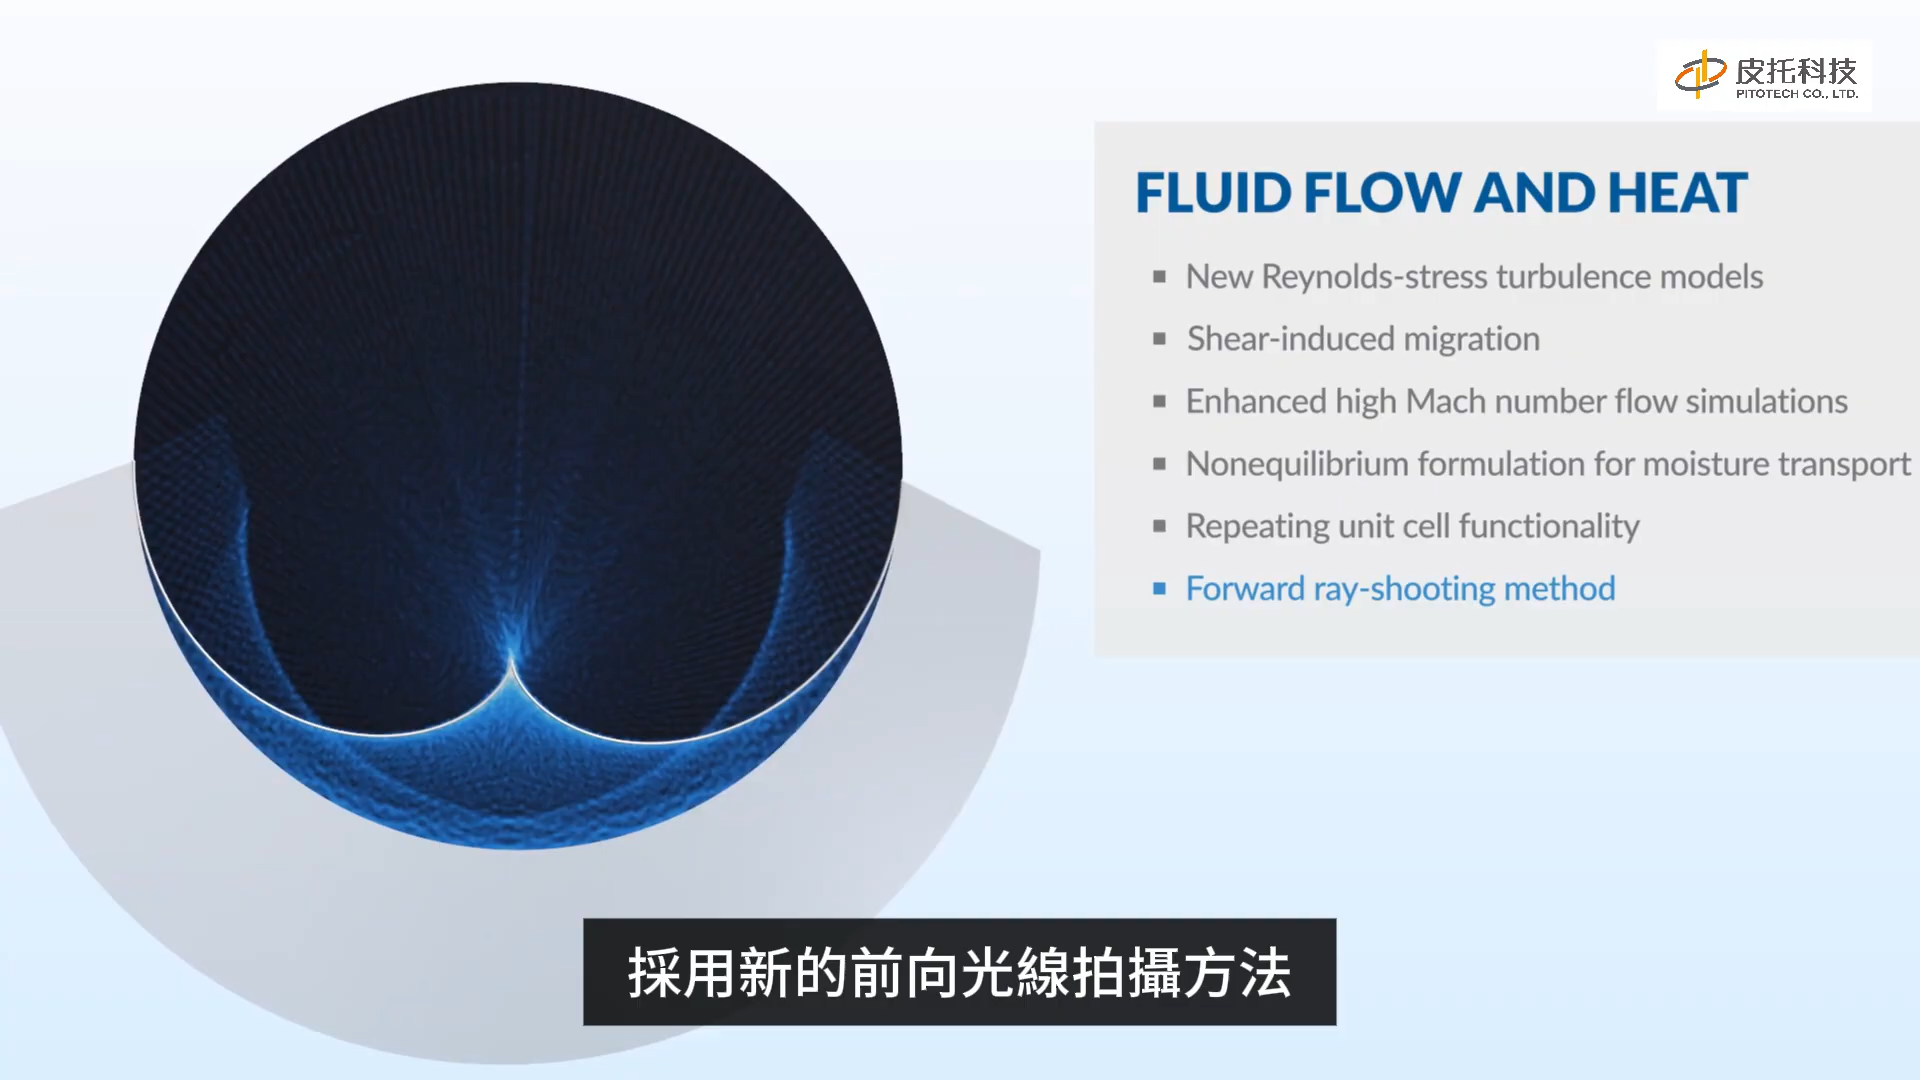 皮托科技
PITOTECH CO., LTD.
FLUID FLOW AND HEAT
▪ New Reynolds-stress turbulence models
▪ Shear-induced migration
▪ Enhanced high Mach number flow simulations
▪ Nonequilibrium formulation for moisture transport
▪ Repeating unit cell functionality
▪ Forward ray-shooting method
採用新的前向光線拍攝方法